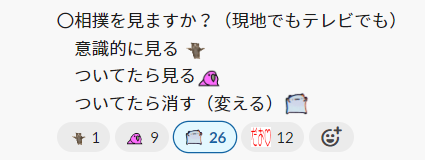 〇相撲を見ますか？（現地でもテレビでも）
意識的に見る
ついてたら見る
ついてたら消す（変える）
1 9 26 12